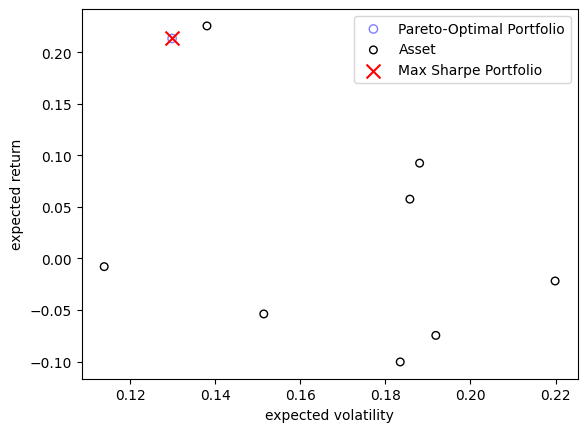 Pareto-Optimal Portfolio
Asset
Max Sharpe Portfolio
expected return
0.20
0.15
0.10
0.05
0.00
−0.05
−0.10
0.12 0.14 0.16 0.18 0.20 0.22
expected volatility